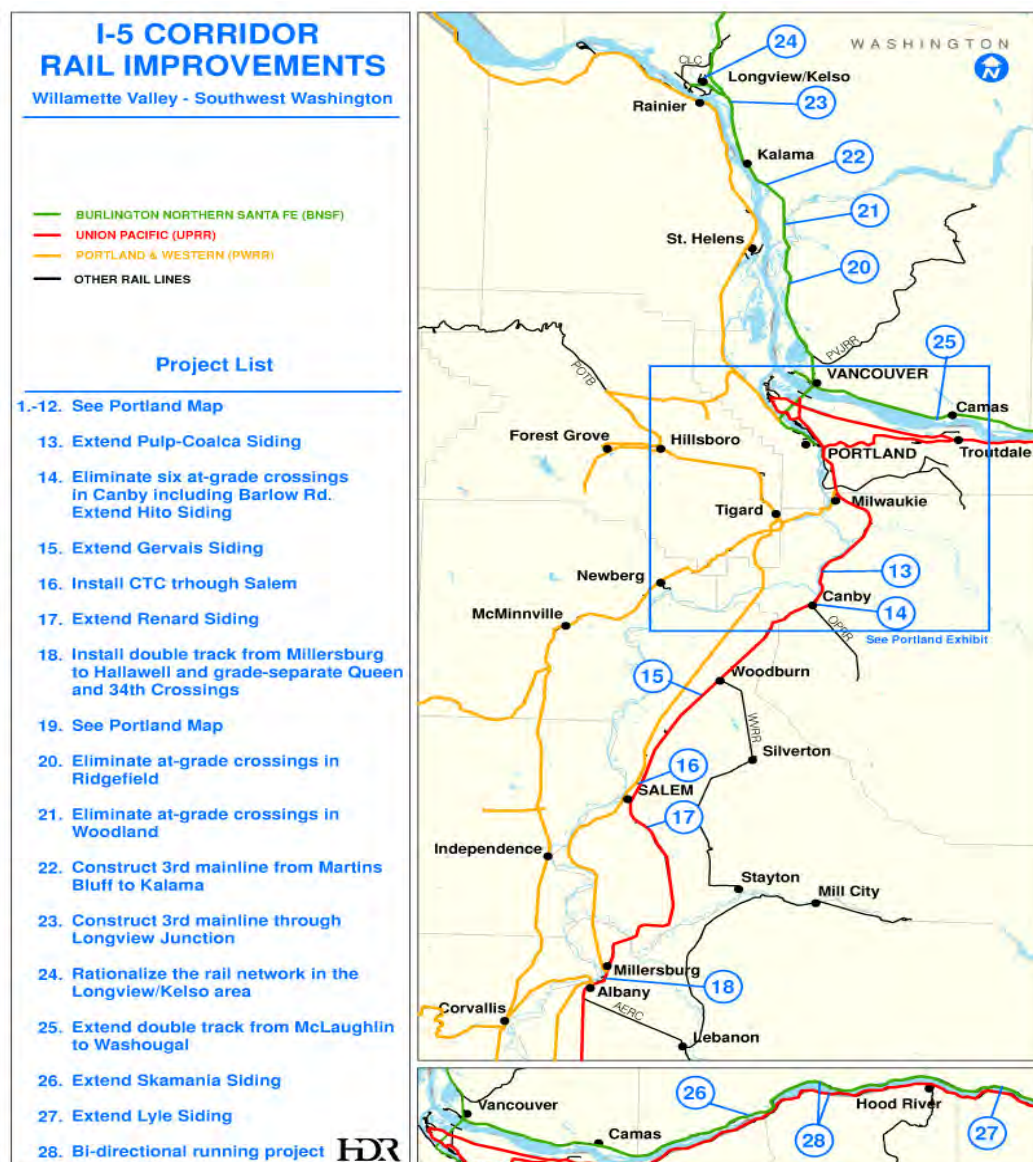 I-5 CORRIDOR
RAIL IMPROVEMENTS
Willamette Valley - Southwest Washington
BURLINGTON NORTHERN SANTA FE (BNSF)
UNION PACIFIC (UPRR)
PORTLAND & WESTERN (PWRR)
OTHER RAIL LINES
Project List
1.-12. See Portland Map
13. Extend Pulp-Coalca Siding
14. Eliminate six at-grade crossings
in Canby including Barlow Rd.
Extend Hito Siding
15. Extend Gervais Siding
16. Install CTC trhough Salem
17. Extend Renard Siding
18. Install double track from Millersburg
to Hallawell and grade-separate Queen
and 34th Crossings
19. See Portland Map
20. Eliminate at-grade crossings in
Ridgefield
21. Eliminate at-grade crossings in
Woodland
22. Construct 3rd mainline from Martins
Bluff to Kalama
23. Construct 3rd mainline through
Longview Junction
24. Rationalize the rail network in the
Longview/Kelso area
25. Extend double track from McLaughlin
to Washougal
26. Extend Skamania Siding
27. Extend Lyle Siding
28. Bi-directional running project
HDR
24
WASHINGTON
N
CLC
Longview/Kelso
23
Rainier
Kalama
22
21
St. Helens
20
PVJRR
25
POTB
VANCOUVER
Camas
Forest Grove
Hillsboro
PORTLAND
Troutdale
Milwaukie
Tigard
13
Newberg
Canby
14
McMinnville
OPRR
See Portland Exhibit
15
Woodburn
WVRR
Silverton
16
SALEM
17
Independence
Stayton
Mill City
Millersburg
18
Albany
Corvallis
AERC
Lebanon
26
Vancouver
Hood River
Camas
28
27